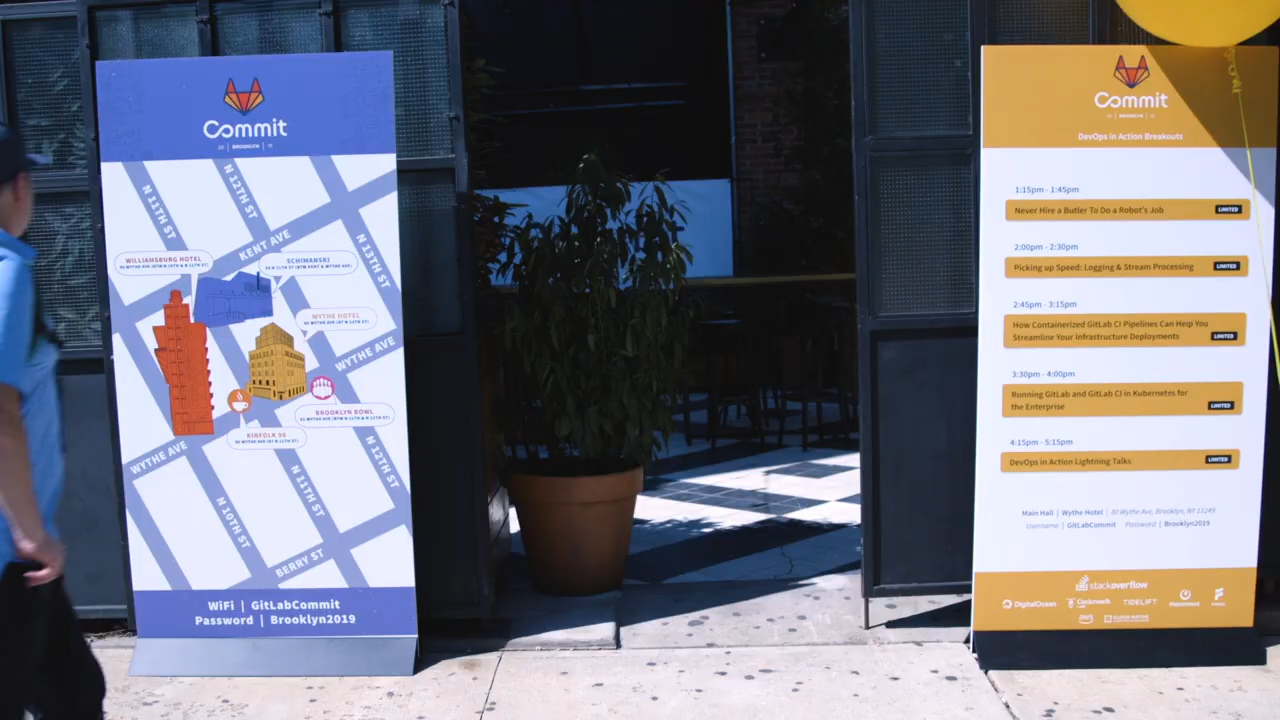 Commit
BROOKLYN
N 11TH ST
N 12TH ST
KENT AVE
N 13TH ST
WILLIAMSBURG HOTEL
SCHIMANSKI
WYTHE HOTEL
WYTHE AVE
BROOKLYN BOWL
KINFOLK 90
WYTHE AVE
N 10TH ST
N 11TH ST
N 12TH ST
BERRY ST
WiFi | GitLabCommit
Password | Brooklyn2019
Commit
BROOKLYN
DevOps in Action Breakouts
1:15pm - 1:45pm
Never Hire a Butler To Do a Robot's Job LIMITED
2:00pm - 2:30pm
Picking up Speed: Logging & Stream Processing LIMITED
2:45pm - 3:15pm
How Containerized GitLab CI Pipelines Can Help You
Streamline Your Infrastructure Deployments LIMITED
3:30pm - 4:00pm
Running GitLab and GitLab CI in Kubernetes for
the Enterprise LIMITED
4:15pm - 5:15pm
DevOps in Action Lightning Talks LIMITED
Main Hall | Wythe Hotel | 80 Wythe Ave, Brooklyn, NY 11249
Username | GitLabCommit Password | Brooklyn2019
stackoverflow
DigitalOcean Cockroach TIDELIFT
aws CLOUD NATIVE